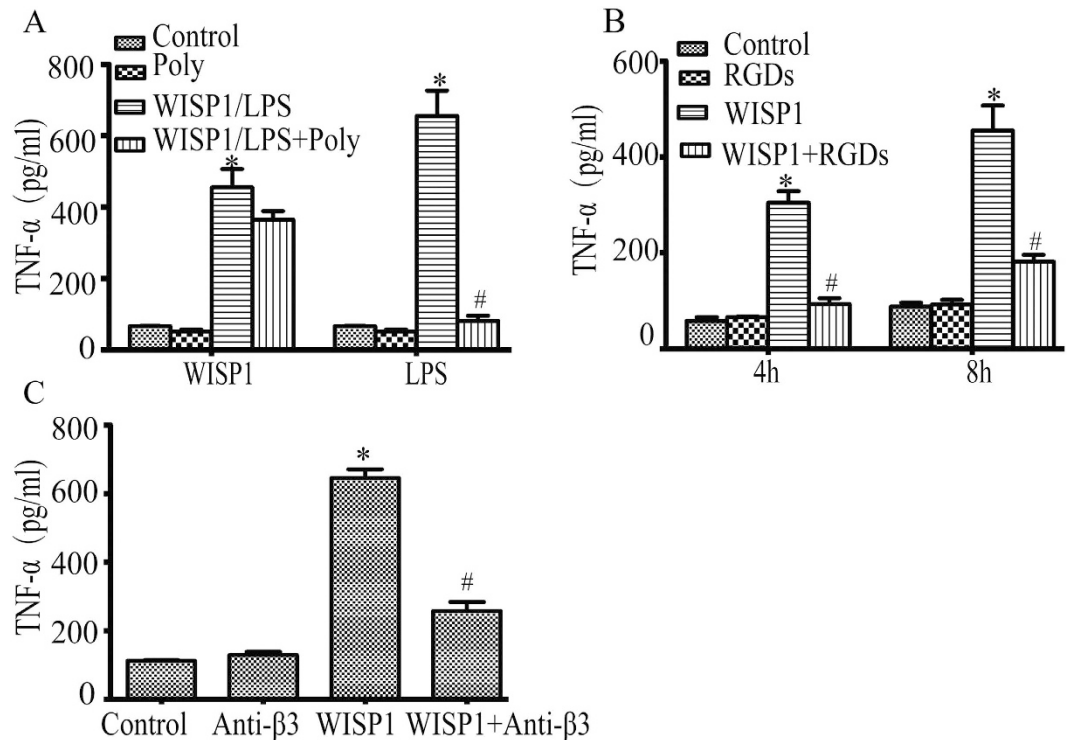 A
Control
Poly
WISP1/LPS
WISP1/LPS+Poly
TNF-α (pg/ml)
800
600
400
200
0
*
*
#
WISP1 LPS
B
Control
RGDs
WISP1
WISP1+RGDs
TNF-α (pg/ml)
600
400
200
0
*
#
*
#
4h 8h
C
TNF-α (pg/ml)
800
600
400
200
0
*
#
Control Anti-β3 WISP1 WISP1+Anti-β3